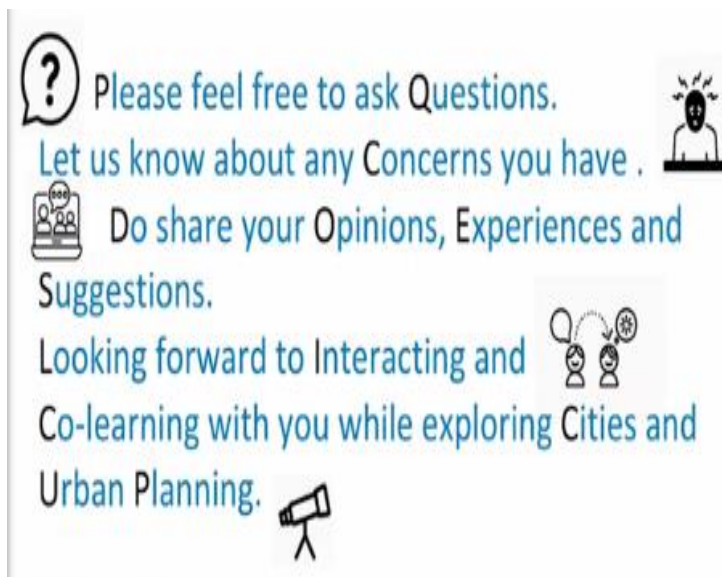 ?
Please feel free to ask Questions.
Let us know about any Concerns you have .
Do share your Opinions, Experiences and
Suggestions.
Looking forward to Interacting and
Co-learning with you while exploring Cities and
Urban Planning.